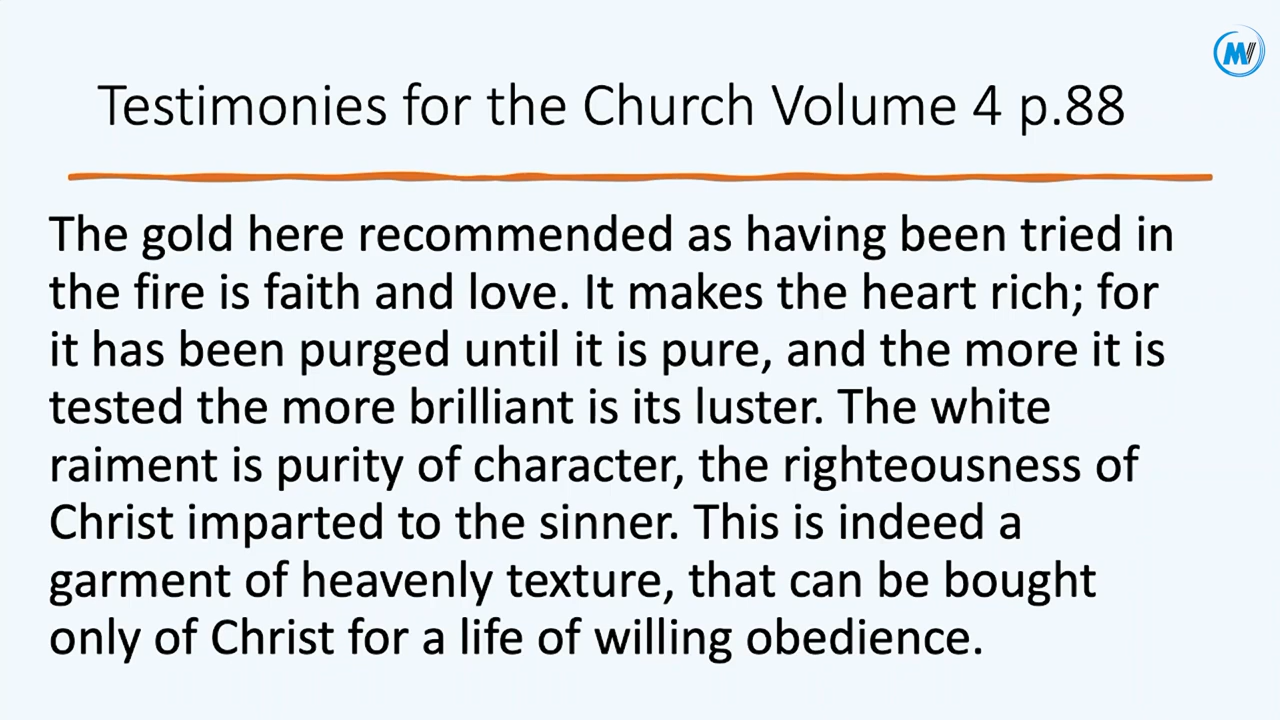 MV
Testimonies for the Church Volume 4 p.88
The gold here recommended as having been tried in
the fire is faith and love. It makes the heart rich; for
it has been purged until it is pure, and the more it is
tested the more brilliant is its luster. The white
raiment is purity of character, the righteousness of
Christ imparted to the sinner. This is indeed a
garment of heavenly texture, that can be bought
only of Christ for a life of willing obedience.